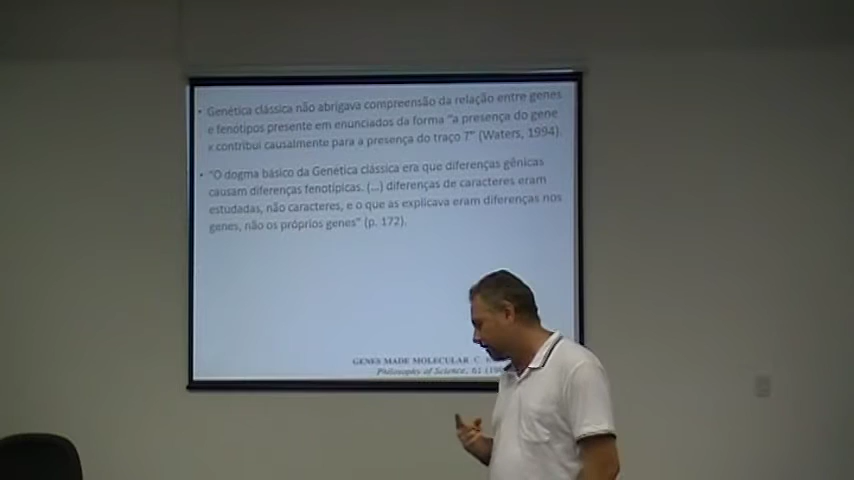 • Genética clássica não abrigava compreensão da relação entre genes
e fenótipos presente em enunciados da forma "a presença do gene
x contribui causalmente para a presença do traço ?" (Waters, 1994).
• "O dogma básico da Genética clássica era que diferenças gênicas
causam diferenças fenotípicas. (...) diferenças de caracteres eram
estudadas, não caracteres, e o que as explicava eram diferenças nos
genes, não os próprios genes" (p. 172).
GENES MADE MOLECULAR C.
Philosophy of Science, 61